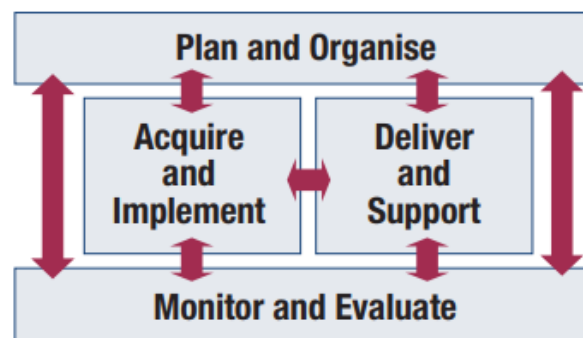 Plan and Organise
Acquire
and
Implement
Deliver
and
Support
Monitor and Evaluate